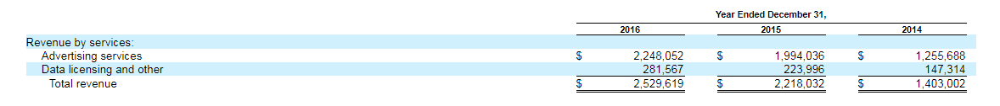 Year Ended December 31,
2016 2015 2014
Revenue by services:
Advertising services $ 2,248,052 $ 1,994,036 $ 1,255,688
Data licensing and other 281,567 223,996 147,314
Total revenue $ 2,529,619 $ 2,218,032 $ 1,403,002